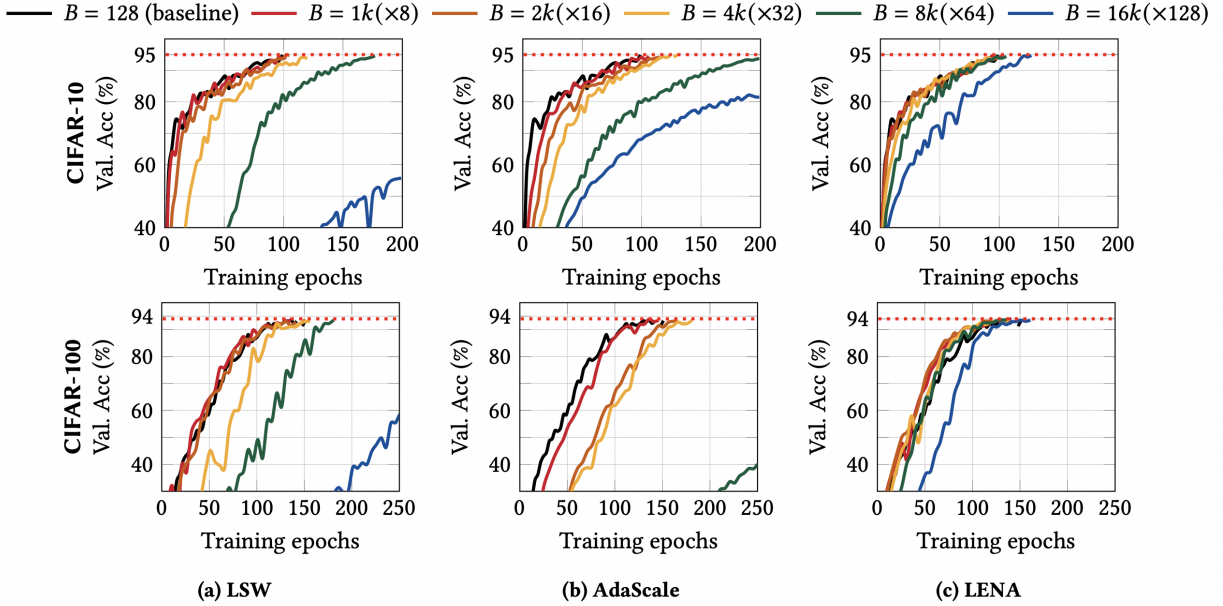 B = 128 (baseline) B = 1k(×8) B = 2k(×16) B = 4k(×32) B = 8k(×64) B = 16k(×128)
CIFAR-10
Val. Acc (%)
95
80
60
40
0 50 100 150 200
Training epochs
Val. Acc (%)
95
80
60
40
0 50 100 150 200
Training epochs
Val. Acc (%)
95
80
60
40
0 50 100 150 200
Training epochs
CIFAR-100
Val. Acc (%)
94
80
60
40
0 50 100 150 200 250
Training epochs
Val. Acc (%)
94
80
60
40
0 50 100 150 200 250
Training epochs
Val. Acc (%)
94
80
60
40
0 50 100 150 200 250
Training epochs
(a) LSW (b) AdaScale (c) LENA